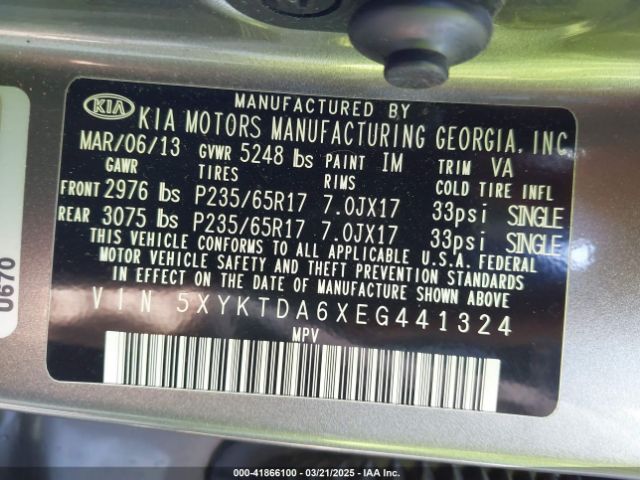 MANUFACTURED BY
KIA KIA MOTORS MANUFACTURING GEORGIA, INC
MAR/06/13 GVWR 5248 lbs PAINT IM TRIM VA
GAWR TIRES RIMS COLD TIRE INFL
FRONT 2976 lbs P235/65R17 7.0JX17 33psi SINGLE
REAR 3075 lbs P235/65R17 7.0JX17 33psi SINGLE
THIS VEHICLE CONFORMS TO ALL APPLICABLE U.S.A. FEDERAL
MOTOR VEHICLE SAFETY AND THEFT PREVENTION STANDARDS
IN EFFECT ON THE DATE OF MANUFACTURE SHOWN ABOVE
VIN 5XYKTDA6XEG441324
MPV
0670
000-41866100 - 03/21/2025 - IAA Inc.